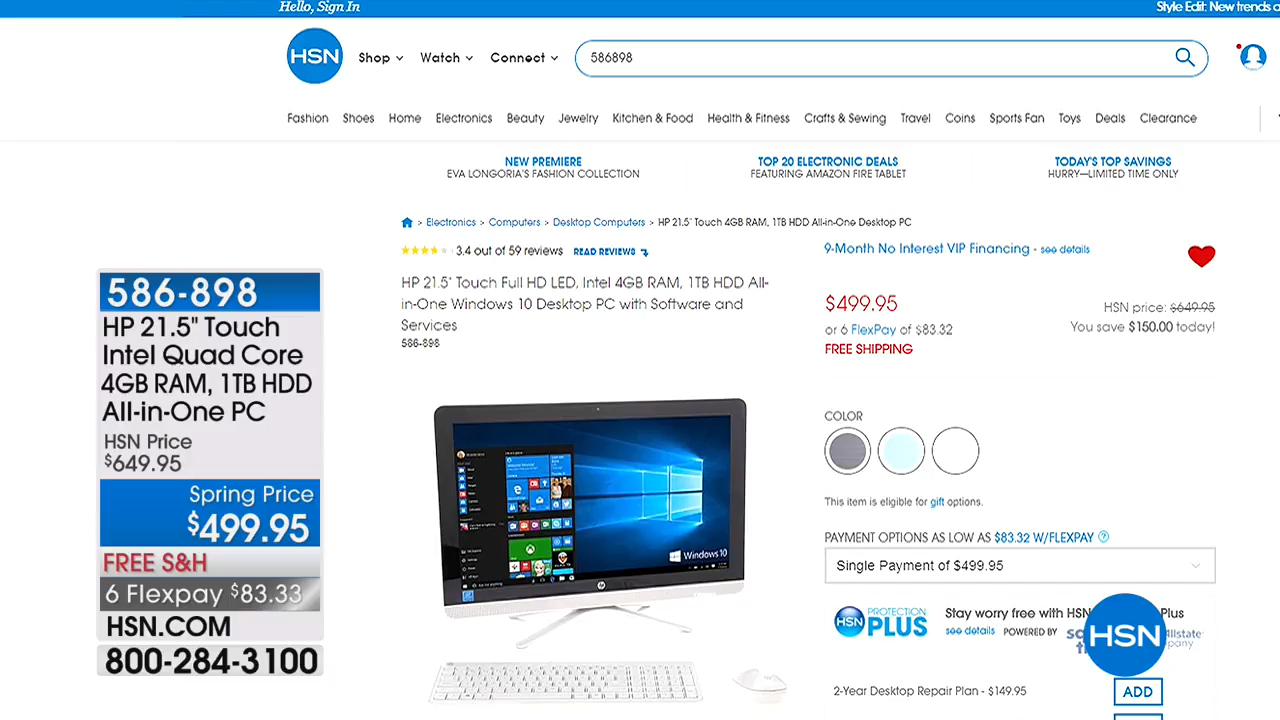 Hello, Sign In
Style Edit: New trends
HSN
Shop
Watch
Connect
586898
Fashion
Shoes
Home
Electronics
Beauty
Jewelry
Kitchen & Food
Health & Fitness
Crafts & Sewing
Travel
Coins
Sports Fan
Toys
Deals
Clearance
NEW PREMIERE
EVA LONGORIA'S FASHION COLLECTION
TOP 20 ELECTRONIC DEALS
FEATURING AMAZON FIRE TABLET
TODAY'S TOP SAVINGS
HURRY—LIMITED TIME ONLY
> Electronics > Computers > Desktop Computers > HP 21.5" Touch 4GB RAM, 1TB HDD All-in-One Desktop PC
3.4 out of 59 reviews READ REVIEWS
HP 21.5" Touch Full HD LED, Intel 4GB RAM, 1TB HDD All-
in-One Windows 10 Desktop PC with Software and
Services
586-898
9-Month No Interest VIP Financing - see details
$499.95
HSN price: $649.95
or 6 FlexPay of $83.32
You save $150.00 today!
FREE SHIPPING
COLOR
This item is eligible for gift options.
PAYMENT OPTIONS AS LOW AS $83.32 W/FLEXPAY ?
Single Payment of $499.95
HSN PROTECTION
PLUS
Stay worry free with HSN Plus
see details POWERED BY
HSN
2-Year Desktop Repair Plan - $149.95
ADD
Windows 10
hp
586-898
HP 21.5" Touch
Intel Quad Core
4GB RAM, 1TB HDD
All-in-One PC
HSN Price
$649.95
Spring Price
$499.95
FREE S&H
6 Flexpay $83.33
HSN.COM
800-284-3100